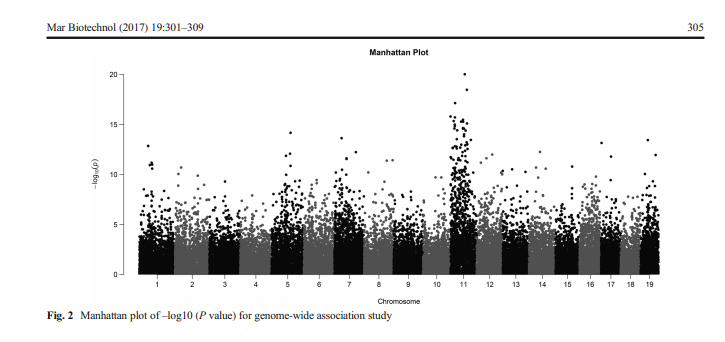 Mar Biotechnol (2017) 19:301–309 305
Manhattan Plot
20
15
10
5
0
−log10(p)
1 2 3 4 5 6 7 8 9 10 11 12 13 14 15 16 17 18 19
Chromosome
Fig. 2 Manhattan plot of –log10 (P value) for genome-wide association study